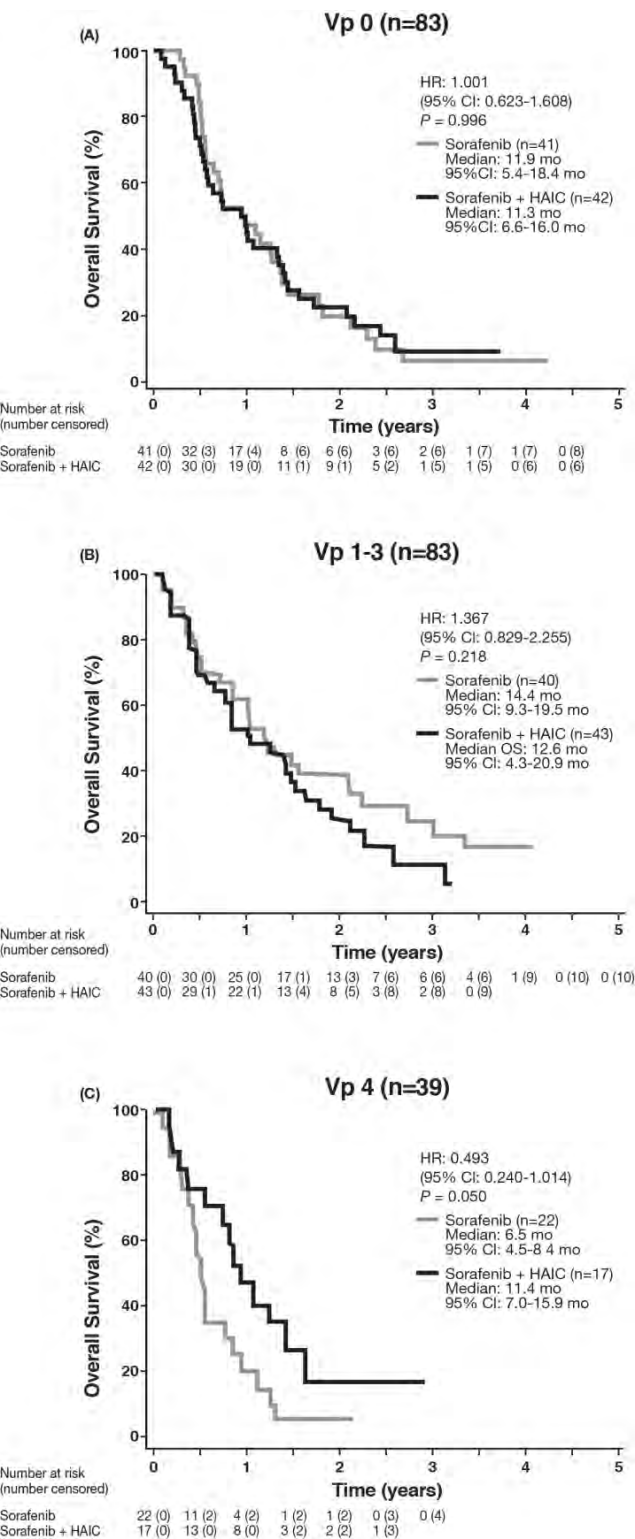 Vp 0 (n=83)
(A)
100
80
60
40
20
0
Overall Survival (%)
HR: 1.001
(95% CI: 0.623-1.608)
P = 0.996
Sorafenib (n=41)
Median: 11.9 mo
95%CI: 5.4-18.4 mo
Sorafenib + HAIC (n=42)
Median: 11.3 mo
95%CI: 6.6-16.0 mo
0 1 2 3 4 5
Time (years)
Number at risk
(number censored)
Sorafenib 41 (0) 32 (3) 17 (4) 8 (6) 6 (6) 3 (6) 2 (6) 1 (7) 1 (7) 0 (8)
Sorafenib + HAIC 42 (0) 30 (0) 19 (0) 11 (1) 9 (1) 5 (2) 1 (5) 1 (5) 0 (6) 0 (6)
Vp 1-3 (n=83)
(B)
100
80
60
40
20
0
Overall Survival (%)
HR: 1.367
(95% CI: 0.829-2.255)
P = 0.218
Sorafenib (n=40)
Median: 14.4 mo
95% CI: 9.3-19.5 mo
Sorafenib + HAIC (n=43)
Median OS: 12.6 mo
95% CI: 4.3-20.9 mo
0 1 2 3 4 5
Time (years)
Number at risk
(number censored)
Sorafenib 40 (0) 30 (0) 25 (0) 17 (1) 13 (3) 7 (6) 6 (6) 4 (6) 1 (9) 0 (10) 0 (10)
Sorafenib + HAIC 43 (0) 29 (1) 22 (1) 13 (4) 8 (5) 3 (8) 2 (8) 0 (9)
Vp 4 (n=39)
(C)
100
80
60
40
20
0
Overall Survival (%)
HR: 0.493
(95% CI: 0.240-1.014)
P = 0.050
Sorafenib (n=22)
Median: 6.5 mo
95% CI: 4.5-8 4 mo
Sorafenib + HAIC (n=17)
Median: 11.4 mo
95% CI: 7.0-15.9 mo
0 1 2 3 4 5
Time (years)
Number at risk
(number censored)
Sorafenib 22 (0) 11 (2) 4 (2) 1 (2) 1 (2) 0 (3) 0 (4)
Sorafenib + HAIC 17 (0) 13 (0) 8 (0) 3 (2) 2 (2) 1 (3)